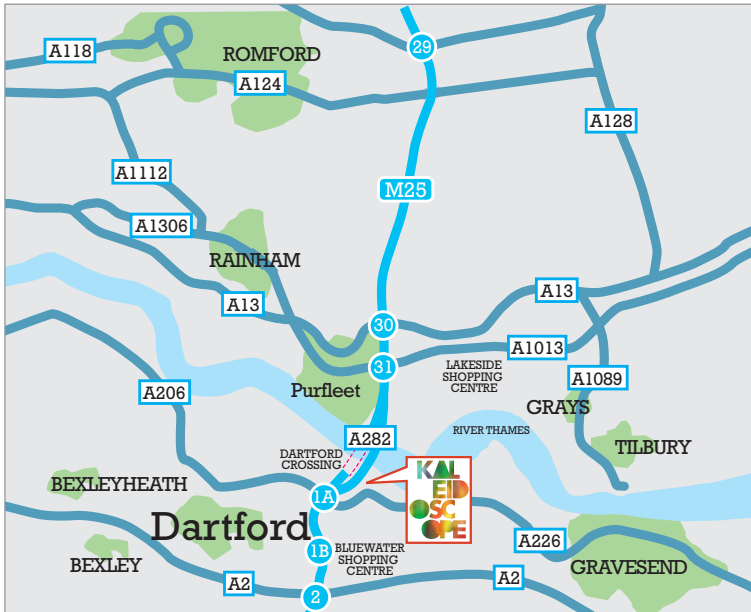 29
A118
ROMFORD
A124
A128
A1112
M25
A1306
RAINHAM
A13
A13
30
A1013
31
LAKESIDE
SHOPPING
CENTRE
A1089
Purfleet
A206
GRAYS
A282
RIVER THAMES
TILBURY
DARTFORD
CROSSING
KAL
EID
OSC
OPE
BEXLEYHEATH
1A
Dartford
A226
1B
BLUEWATER
SHOPPING
CENTRE
BEXLEY
GRAVESEND
A2
A2
2